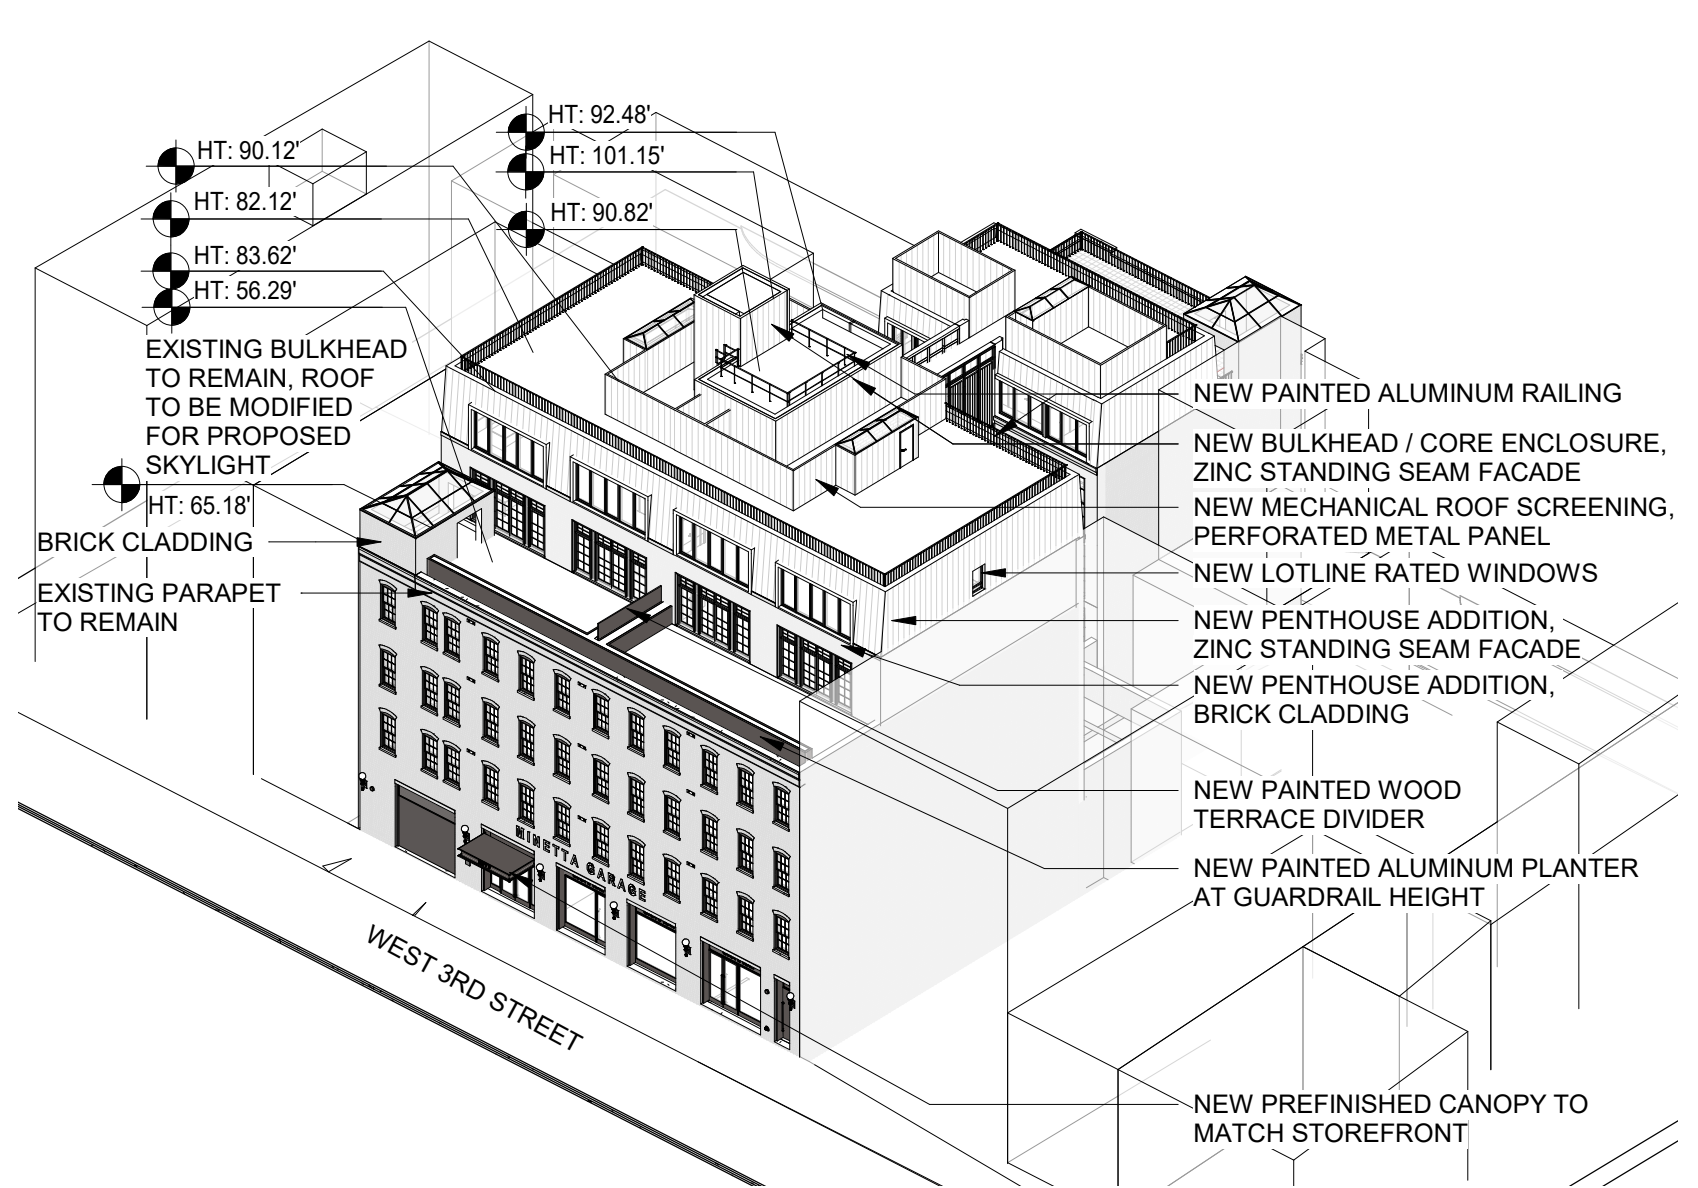 HT: 92.48'
HT: 101.15'
HT: 90.82'
HT: 90.12'
HT: 82.12'
HT: 83.62'
HT: 56.29'
EXISTING BULKHEAD
TO REMAIN, ROOF
TO BE MODIFIED
FOR PROPOSED
SKYLIGHT
HT: 65.18'
BRICK CLADDING
EXISTING PARAPET
TO REMAIN
NEW PAINTED ALUMINUM RAILING
NEW BULKHEAD / CORE ENCLOSURE,
ZINC STANDING SEAM FACADE
NEW MECHANICAL ROOF SCREENING,
PERFORATED METAL PANEL
NEW LOTLINE RATED WINDOWS
NEW PENTHOUSE ADDITION,
ZINC STANDING SEAM FACADE
NEW PENTHOUSE ADDITION,
BRICK CLADDING
NEW PAINTED WOOD
TERRACE DIVIDER
NEW PAINTED ALUMINUM PLANTER
AT GUARDRAIL HEIGHT
NEW PREFINISHED CANOPY TO
MATCH STOREFRONT
MINETTA GARAGE
WEST 3RD STREET